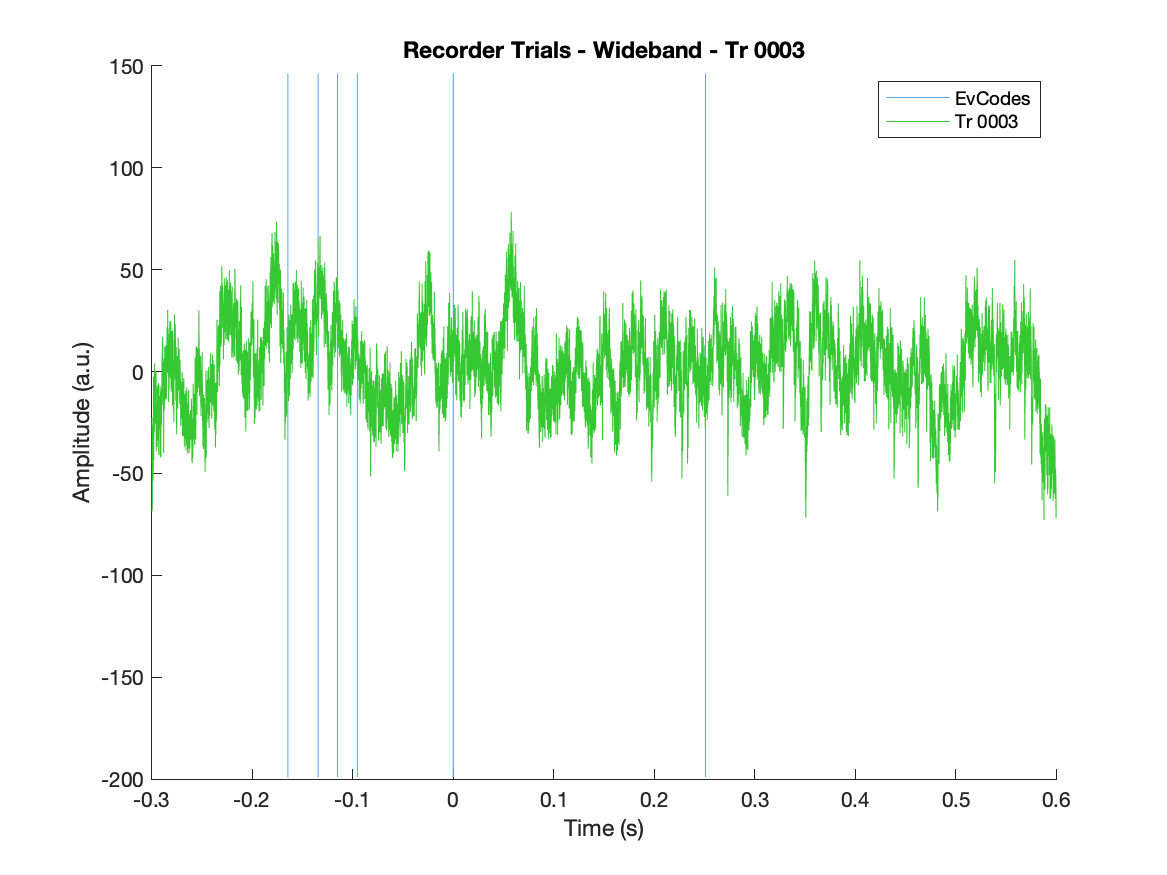 Recorder Trials - Wideband - Tr 0003
150
100
50
0
-50
-100
-150
-200
Amplitude (a.u.)
EvCodes
Tr 0003
-0.3 -0.2 -0.1 0 0.1 0.2 0.3 0.4 0.5 0.6
Time (s)